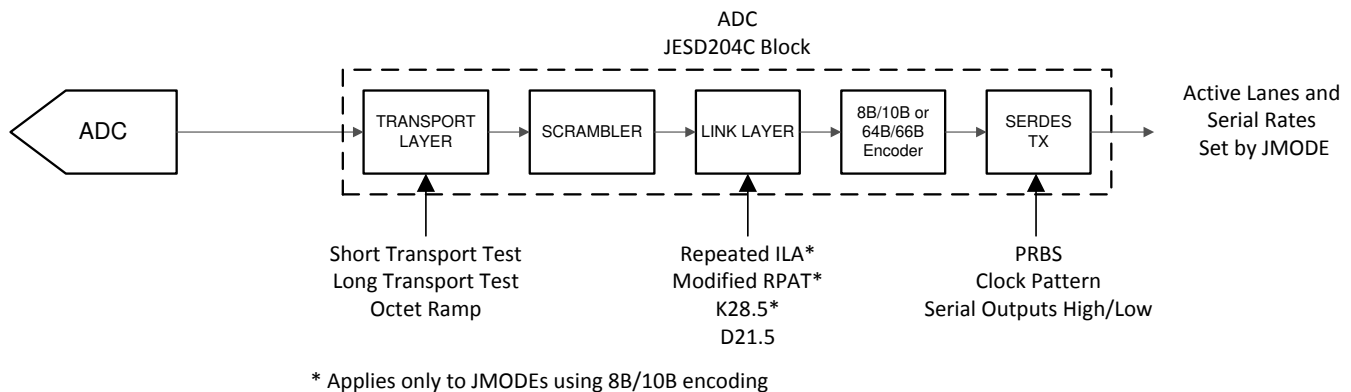 ADC
JESD204C Block
ADC
TRANSPORT
LAYER
SCRAMBLER
LINK LAYER
8B/10B or
64B/66B
Encoder
SERDES
TX
Active Lanes and
Serial Rates
Set by JMODE
Short Transport Test
Long Transport Test
Octet Ramp
Repeated ILA*
Modified RPAT*
K28.5*
D21.5
PRBS
Clock Pattern
Serial Outputs High/Low
* Applies only to JMODEs using 8B/10B encoding